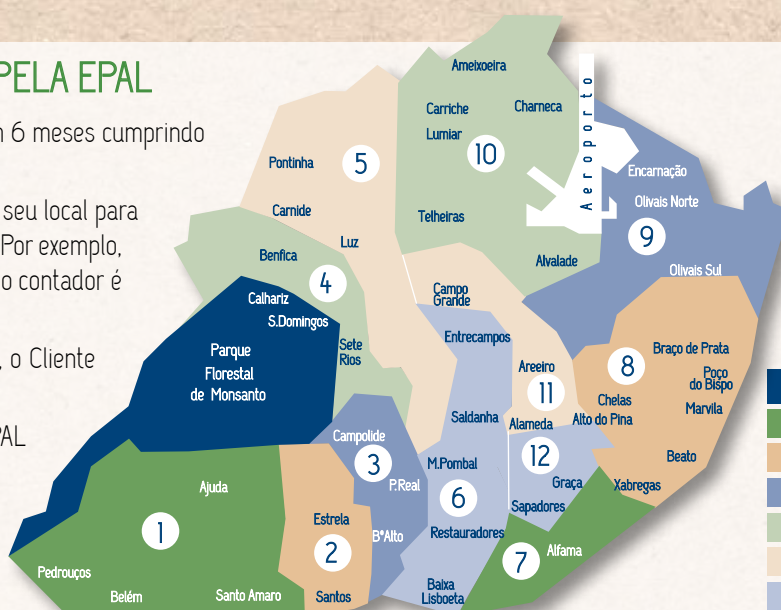 PELA EPAL
6 meses cumprindo
seu local para
Por exemplo,
o contador é
, o Cliente
PAL
Ameixoeira
Carriche
Charneca
Lumiar
10
Aeroporto
Pontinha
5
Encarnação
Olivais Norte
Carnide
Telheiras
9
Luz
Benfica
Alvalade
4
Olivais Sul
Calhariz
Campo
Grande
S.Domingos
Entrecampos
Sete
Rios
Parque
Florestal
de Monsanto
Braço de Prata
8
Areeiro
Poço
do Bispo
11
Chelas
Marvila
Saldanha
Alameda
Alto do Pina
Campolide
3
12
Beato
M.Pombal
Graça
P.Real
Xabregas
Ajuda
6
Sapadores
Estrela
1
Restauradores
B°Alto
2
7
Alfama
Pedrouços
Belém
Santo Amaro
Santos
Baixa
Lisboeta